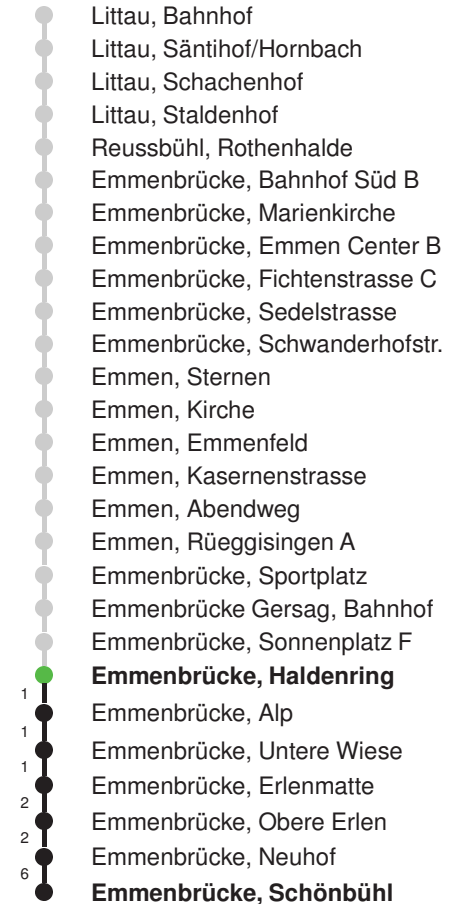 Littau, Bahnhof
Littau, Säntihof/Hornbach
Littau, Schachenhof
Littau, Staldenhof
Reussbühl, Rothenhalde
Emmenbrücke, Bahnhof Süd B
Emmenbrücke, Marienkirche
Emmenbrücke, Emmen Center B
Emmenbrücke, Fichtenstrasse C
Emmenbrücke, Sedelstrasse
Emmenbrücke, Schwanderhofstr.
Emmen, Sternen
Emmen, Kirche
Emmen, Emmenfeld
Emmen, Kasernenstrasse
Emmen, Abendweg
Emmen, Rüeggisingen A
Emmenbrücke, Sportplatz
Emmenbrücke Gersag, Bahnhof
Emmenbrücke, Sonnenplatz F
Emmenbrücke, Haldenring
1
Emmenbrücke, Alp
1
Emmenbrücke, Untere Wiese
1
Emmenbrücke, Erlenmatte
2
Emmenbrücke, Obere Erlen
2
Emmenbrücke, Neuhof
6
Emmenbrücke, Schönbühl